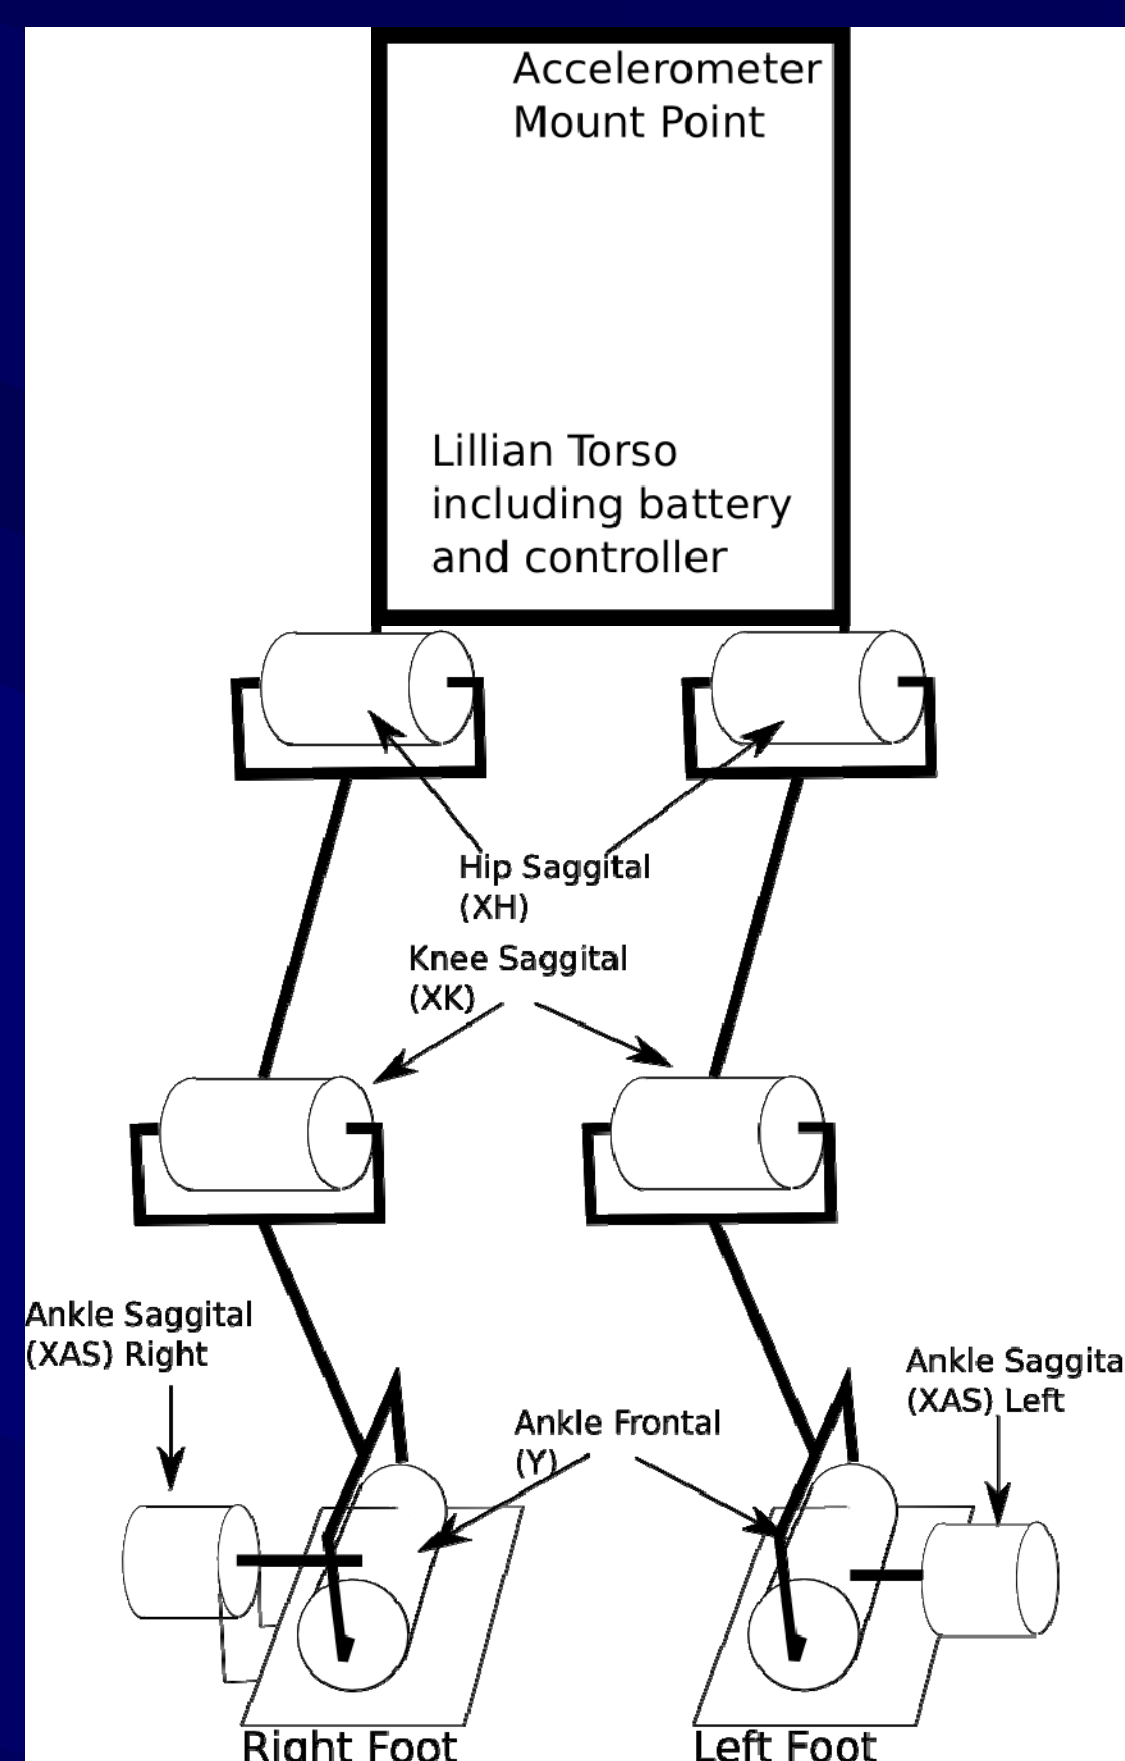 Accelerometer
Mount Point
Lillian Torso
including battery
and controller
Hip Saggital
(XH)
Knee Saggital
(XK)
Ankle Saggital
(XAS) Right
Ankle Saggita
(XAS) Left
Ankle Frontal
(Y)
Right Foot
Left Foot